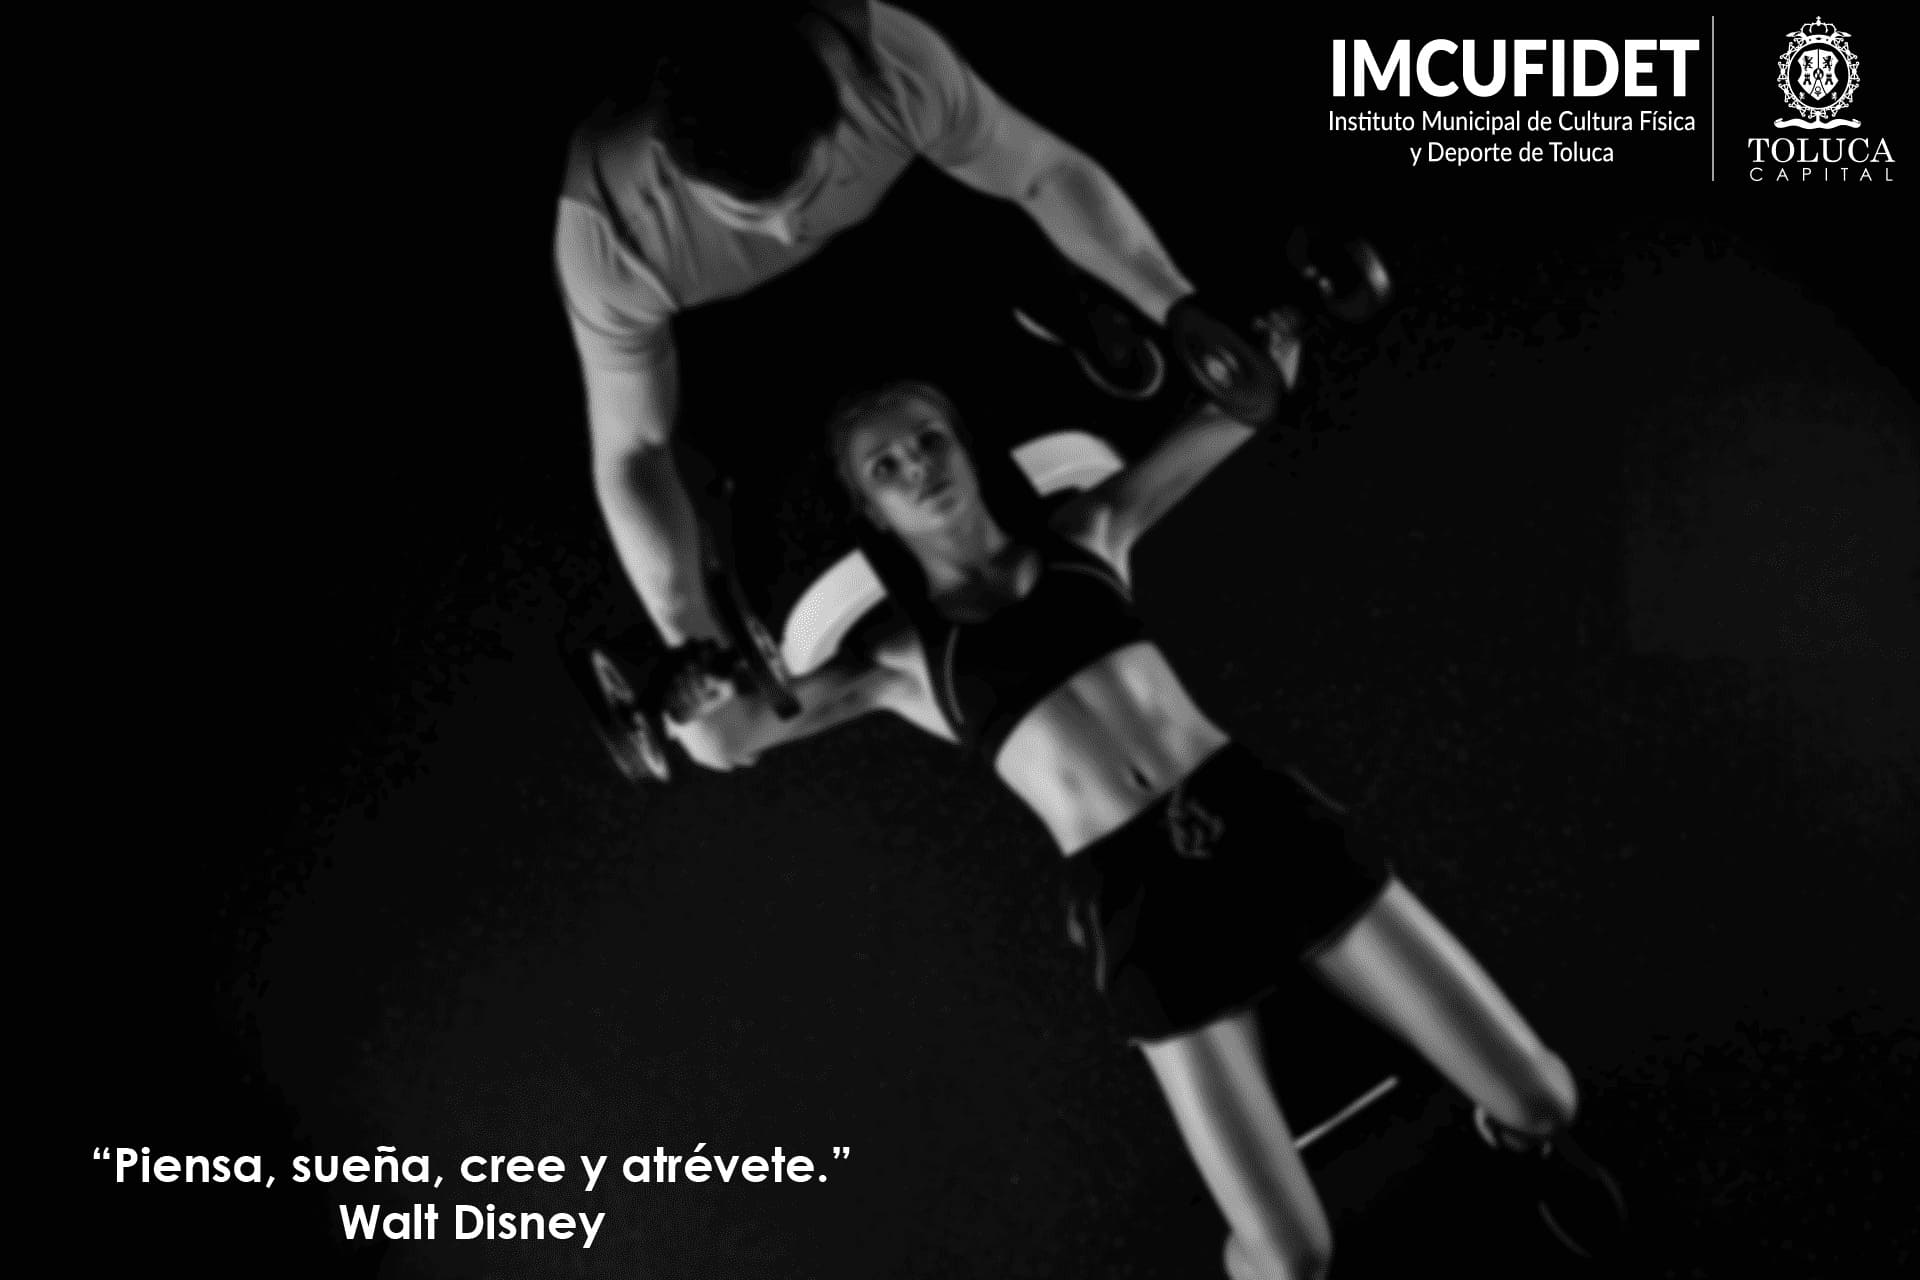 IMCUFIDET
Instituto Municipal de Cultura Física
y Deporte de Toluca
TOLUCA
CAPITAL
“Piensa, sueña, cree y atrévete.”
Walt Disney